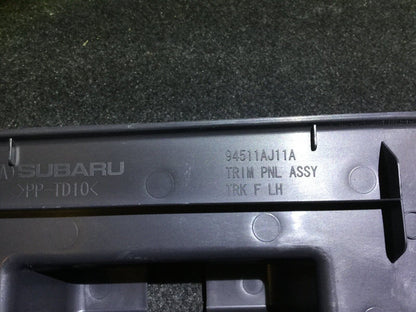 SUBARU
>PP-TD10<
94511AJ11A
TRIM PNL ASSY
TRK F LH